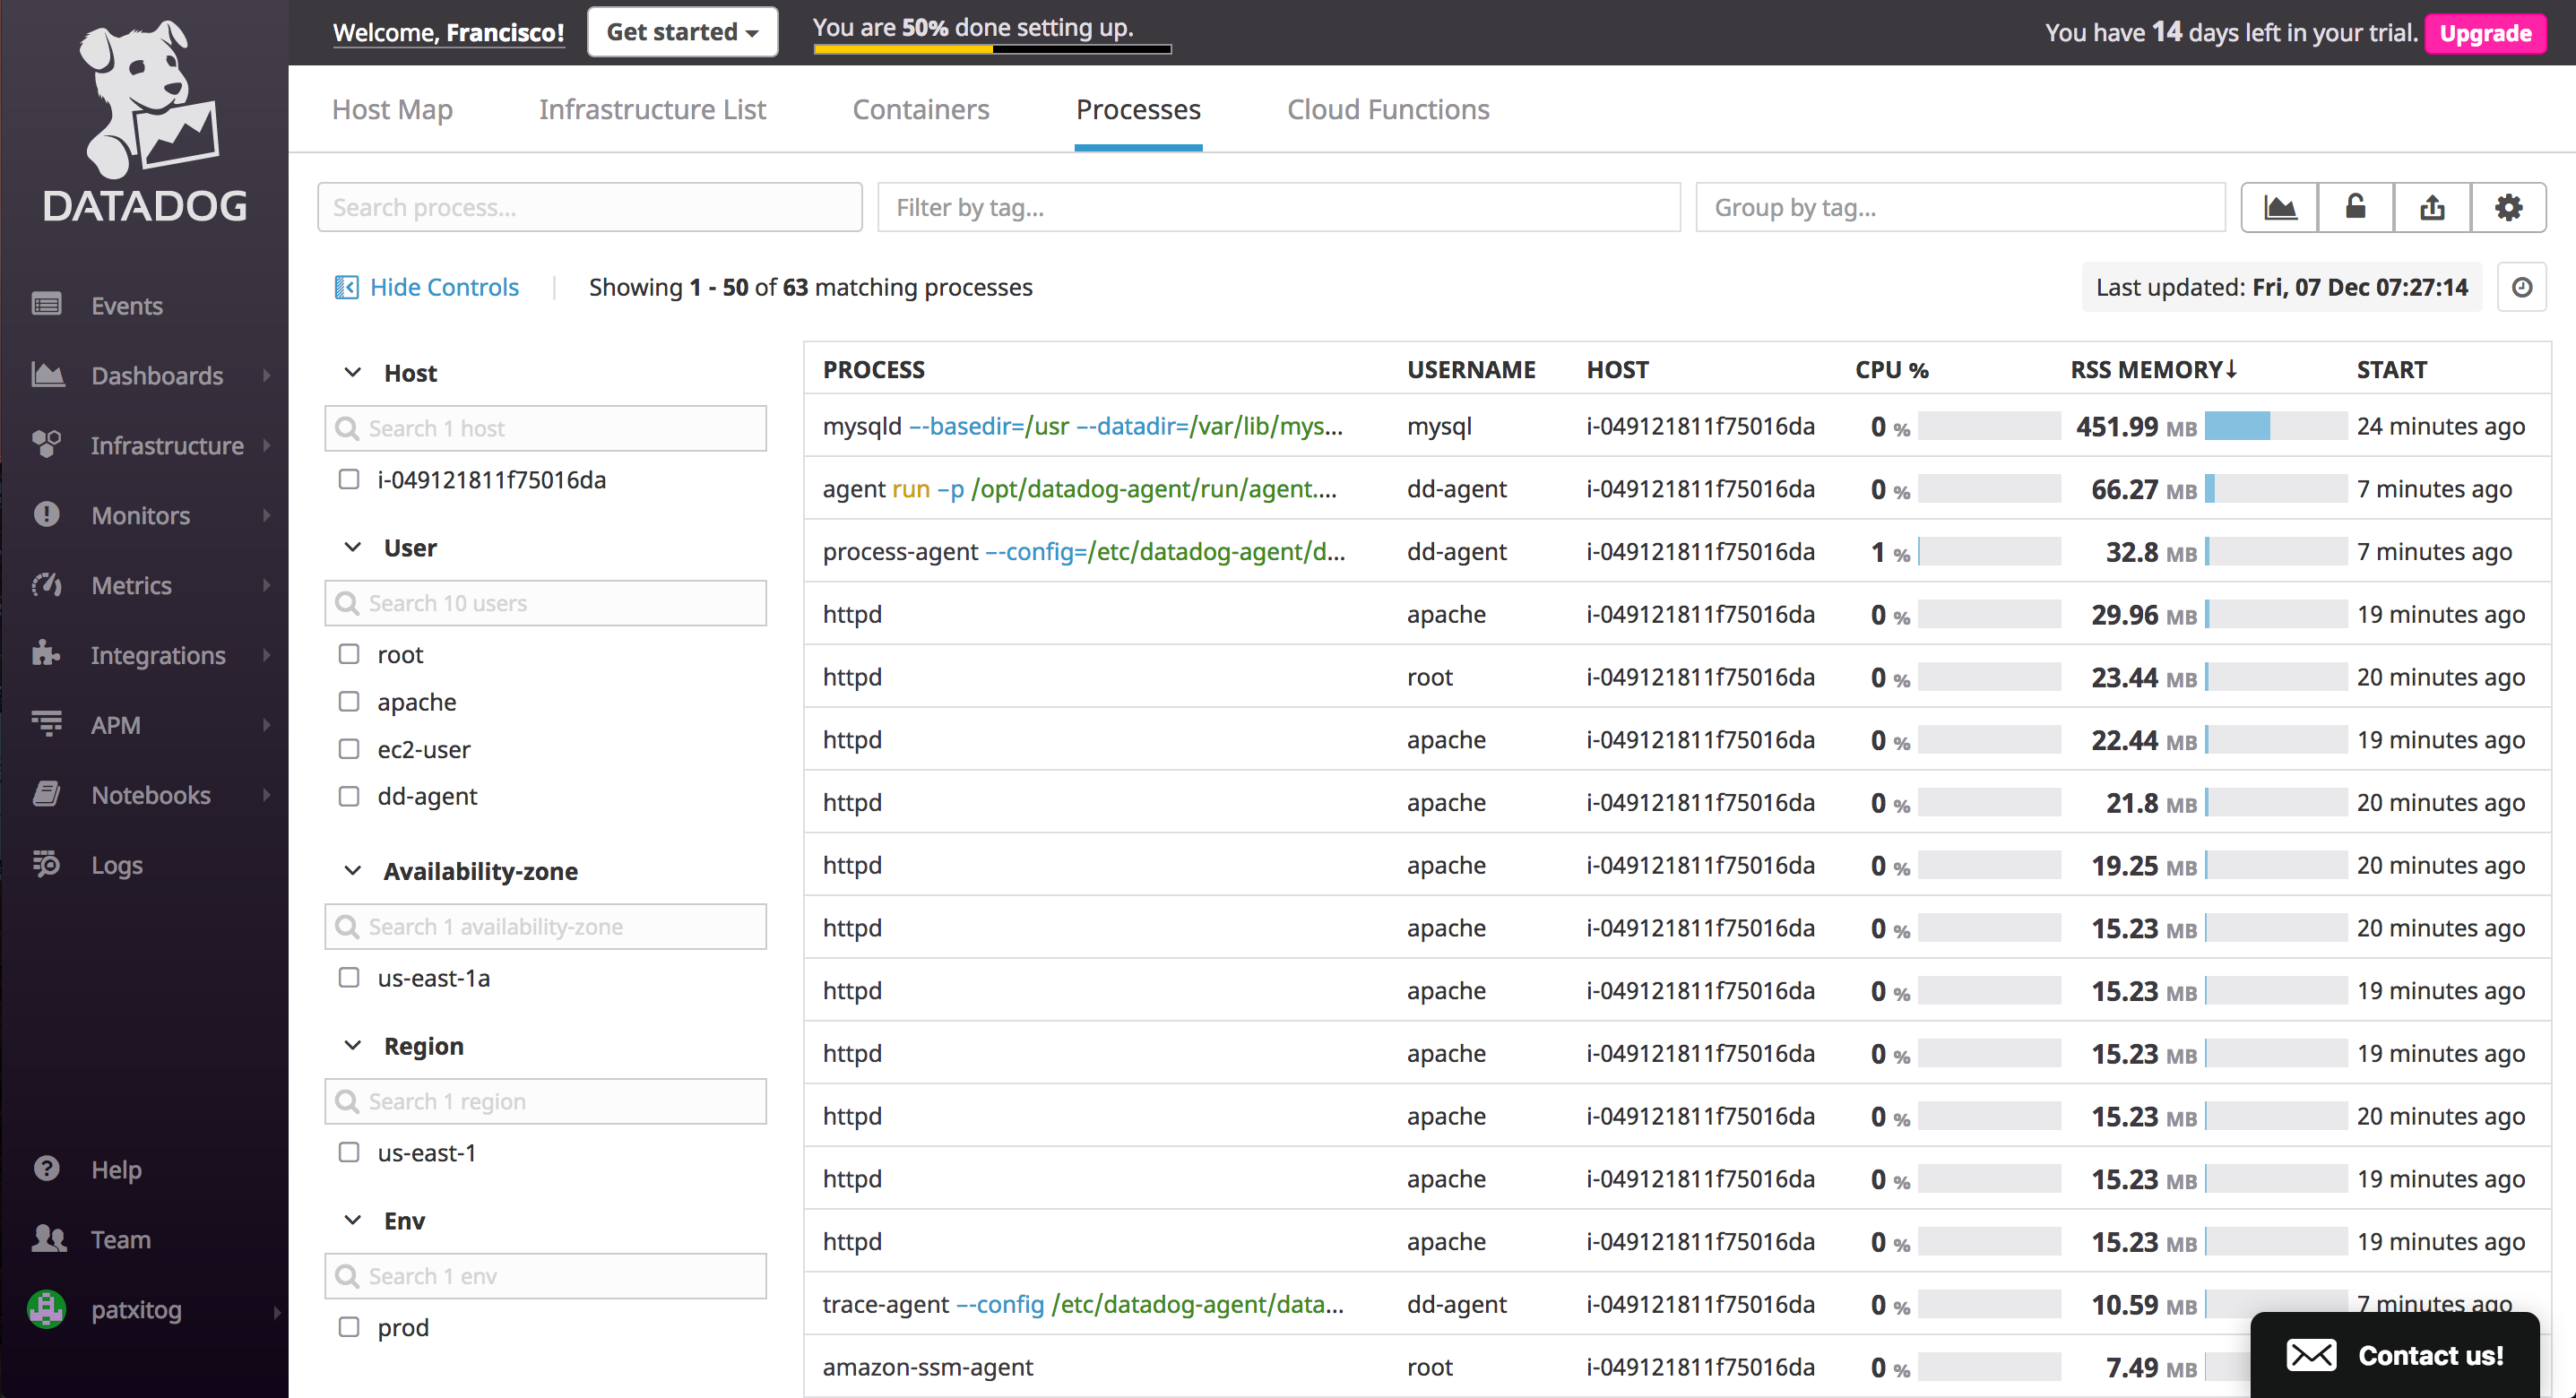 DATADOG
Events
Dashboards
Infrastructure
Monitors
Metrics
Integrations
APM
Notebooks
Logs
Help
Team
patxitog
Welcome, Francisco!
Get started
You are 50% done setting up.
You have 14 days left in your trial. Upgrade
Host Map Infrastructure List Containers Processes Cloud Functions
Search process... Filter by tag... Group by tag...
Hide Controls Showing 1 - 50 of 63 matching processes Last updated: Fri, 07 Dec 07:27:14
Host
Search 1 host
i-049121811f75016da
User
Search 10 users
root
apache
ec2-user
dd-agent
Availability-zone
Search 1 availability-zone
us-east-1a
Region
Search 1 region
us-east-1
Env
Search 1 env
prod
PROCESS USERNAME HOST CPU % RSS MEMORY↓ START
mysqld --basedir=/usr --datadir=/var/lib/mys... mysql i-049121811f75016da 0 % 451.99 MB 24 minutes ago
agent run -p /opt/datadog-agent/run/agent.... dd-agent i-049121811f75016da 0 % 66.27 MB 7 minutes ago
process-agent --config=/etc/datadog-agent/d... dd-agent i-049121811f75016da 1 % 32.8 MB 7 minutes ago
httpd apache i-049121811f75016da 0 % 29.96 MB 19 minutes ago
httpd root i-049121811f75016da 0 % 23.44 MB 20 minutes ago
httpd apache i-049121811f75016da 0 % 22.44 MB 19 minutes ago
httpd apache i-049121811f75016da 0 % 21.8 MB 20 minutes ago
httpd apache i-049121811f75016da 0 % 19.25 MB 20 minutes ago
httpd apache i-049121811f75016da 0 % 15.23 MB 20 minutes ago
httpd apache i-049121811f75016da 0 % 15.23 MB 19 minutes ago
httpd apache i-049121811f75016da 0 % 15.23 MB 19 minutes ago
httpd apache i-049121811f75016da 0 % 15.23 MB 20 minutes ago
httpd apache i-049121811f75016da 0 % 15.23 MB 19 minutes ago
httpd apache i-049121811f75016da 0 % 15.23 MB 19 minutes ago
trace-agent --config /etc/datadog-agent/data... dd-agent i-049121811f75016da 0 % 10.59 MB 7 minutes ago
amazon-ssm-agent root i-049121811f75016da 0 % 7.49 MB
Contact us!